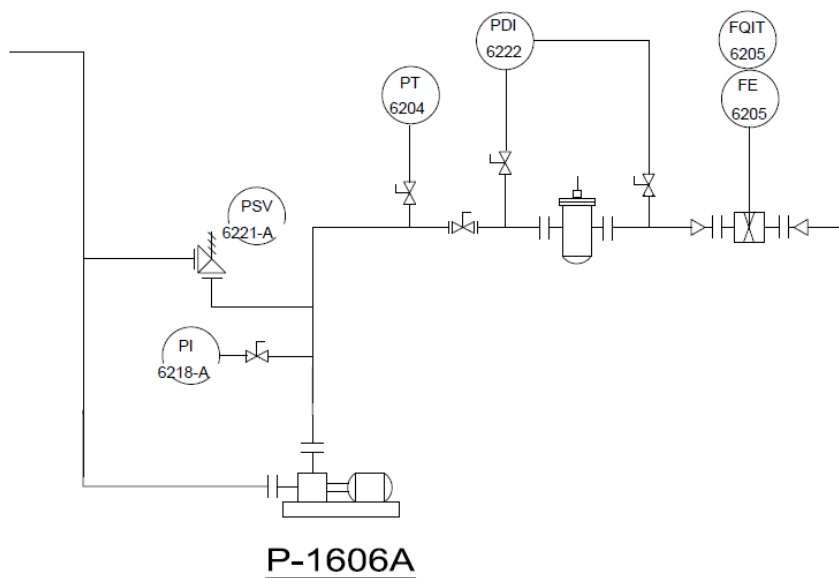 PDI
6222
FQIT
6205
PT
6204
FE
6205
PSV
6221-A
PI
6218-A
P-1606A